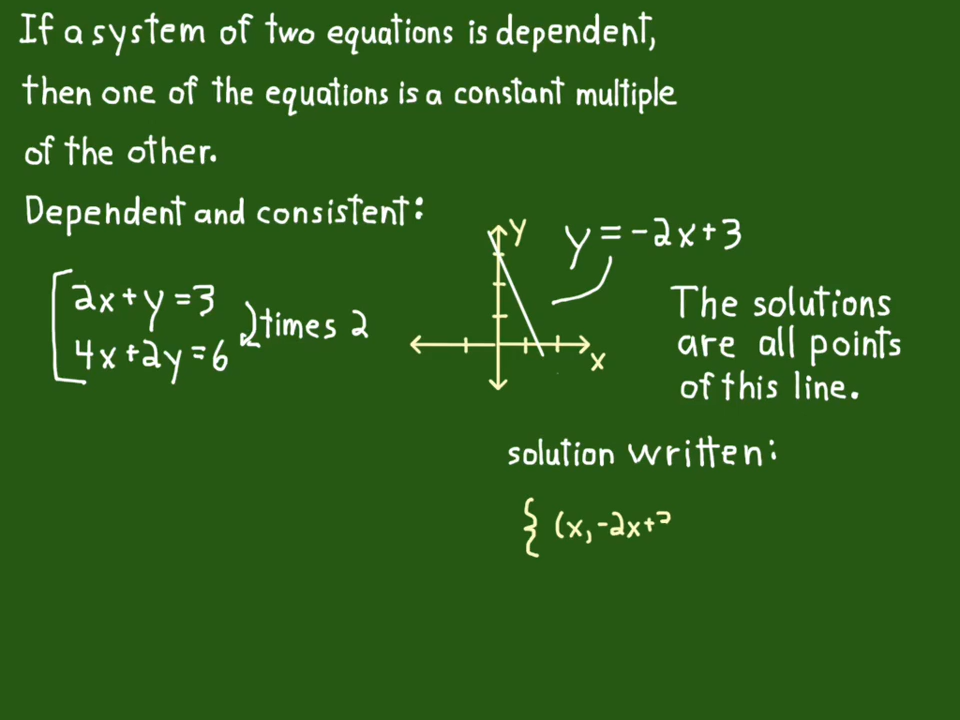 If a system of two equations is dependent,
then one of the equations is a constant multiple
of the other.
Dependent and consistent:
2x+y=3
4x+2y=6
times 2
y
x
y=-2x+3
The solutions
are all points
of this line.
solution written:
{ (x, -2x+